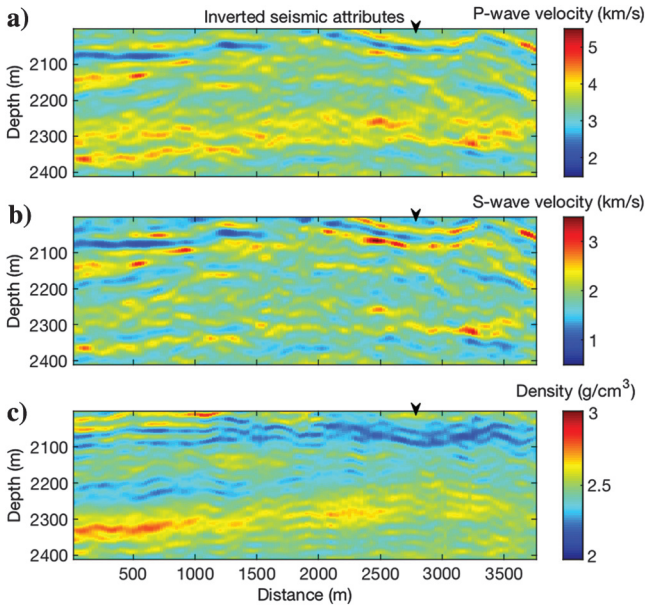 a)
Inverted seismic attributes
P-wave velocity (km/s)
Depth (m)
2100
2200
2300
2400
5
4
3
2
b)
S-wave velocity (km/s)
Depth (m)
2100
2200
2300
2400
3
2
1
c)
Density (g/cm³)
Depth (m)
2100
2200
2300
2400
3
2.5
2
500
1000
1500
2000
2500
3000
3500
Distance (m)